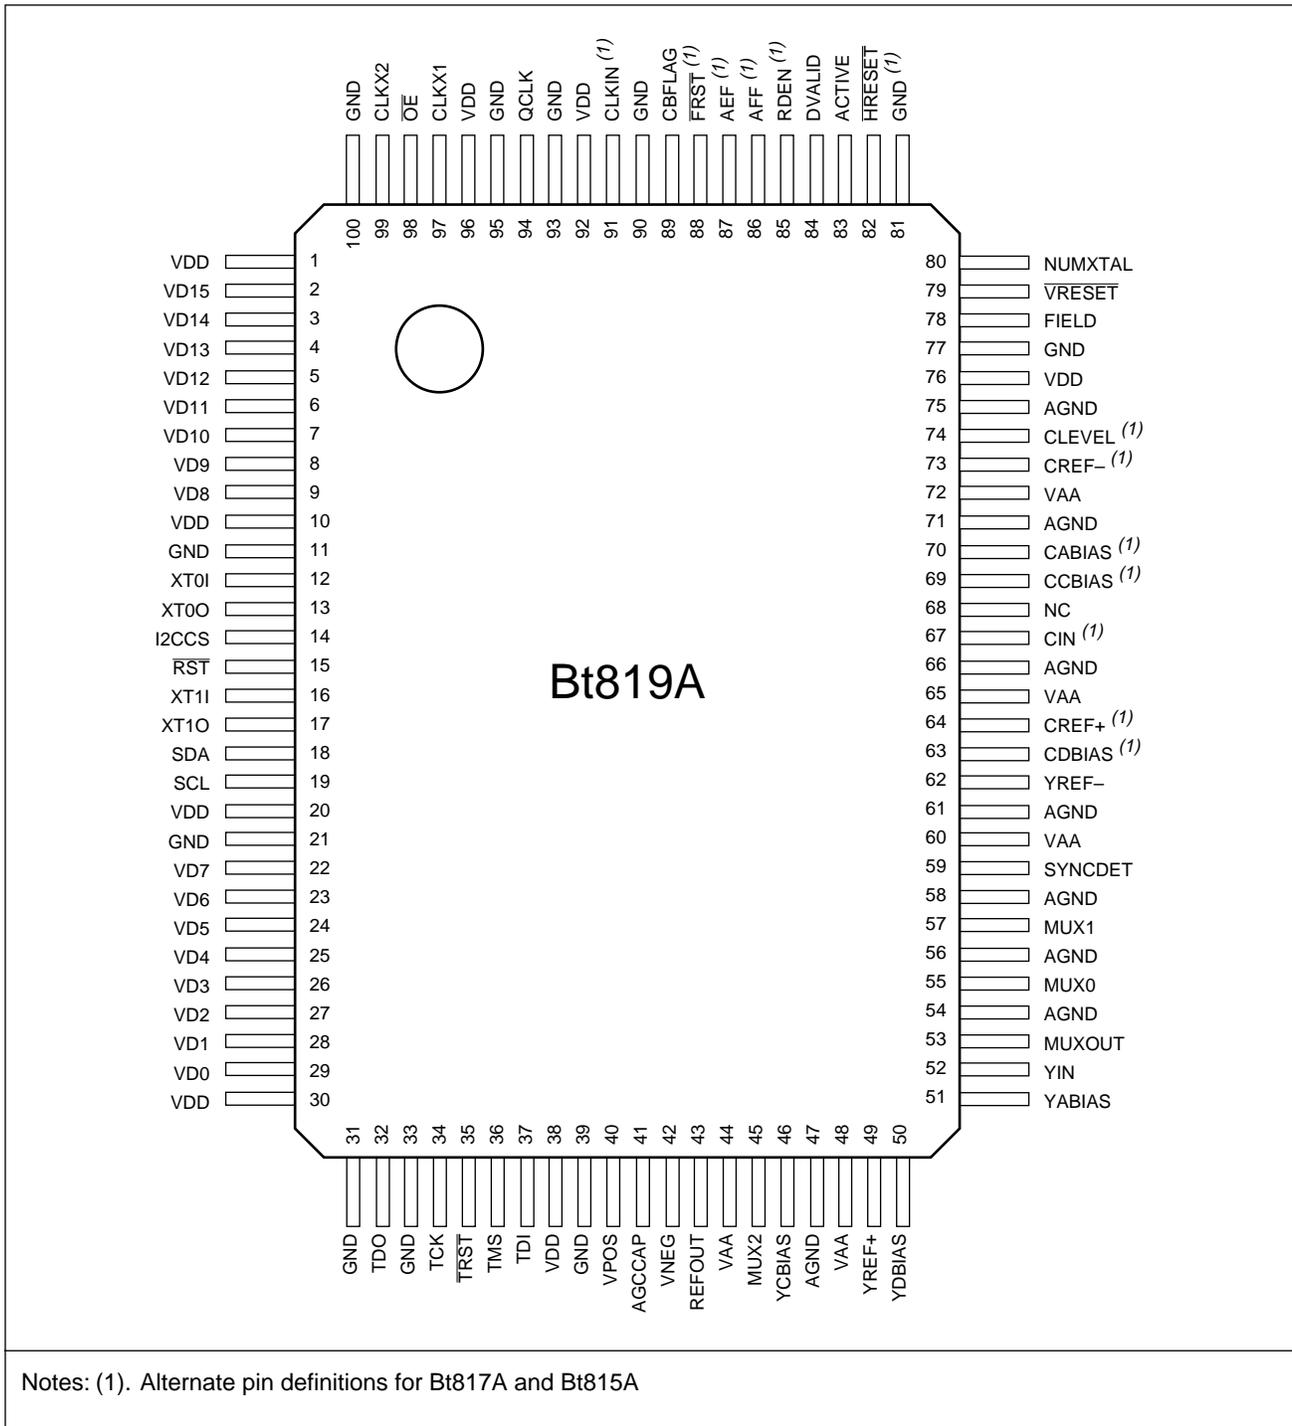 GND
CLKX2
OE
CLKX1
VDD
GND
QCLK
GND
VDD
CLKIN (1)
GND
CBFLAG
FRST (1)
AEF (1)
AFF (1)
RDEN (1)
DVALID
ACTIVE
HRESET
GND (1)
100 99 98 97 96 95 94 93 92 91 90 89 88 87 86 85 84 83 82 81
VDD 1
VD15 2
VD14 3
VD13 4
VD12 5
VD11 6
VD10 7
VD9 8
VD8 9
VDD 10
GND 11
XT0I 12
XT0O 13
I2CCS 14
RST 15
XT1I 16
XT1O 17
SDA 18
SCL 19
VDD 20
GND 21
VD7 22
VD6 23
VD5 24
VD4 25
VD3 26
VD2 27
VD1 28
VD0 29
VDD 30
Bt819A
80 NUMXTAL
79 VRESET
78 FIELD
77 GND
76 VDD
75 AGND
74 CLEVEL (1)
73 CREF– (1)
72 VAA
71 AGND
70 CABIAS (1)
69 CCBIAS (1)
68 NC
67 CIN (1)
66 AGND
65 VAA
64 CREF+ (1)
63 CDBIAS (1)
62 YREF–
61 AGND
60 VAA
59 SYNCDET
58 AGND
57 MUX1
56 AGND
55 MUX0
54 AGND
53 MUXOUT
52 YIN
51 YABIAS
31 32 33 34 35 36 37 38 39 40 41 42 43 44 45 46 47 48 49 50
GND
TDO
GND
TCK
TRST
TMS
TDI
VDD
GND
VPOS
AGCCAP
VNEG
REFOUT
VAA
MUX2
YCBIAS
AGND
VAA
YREF+
YDBIAS
Notes: (1). Alternate pin definitions for Bt817A and Bt815A